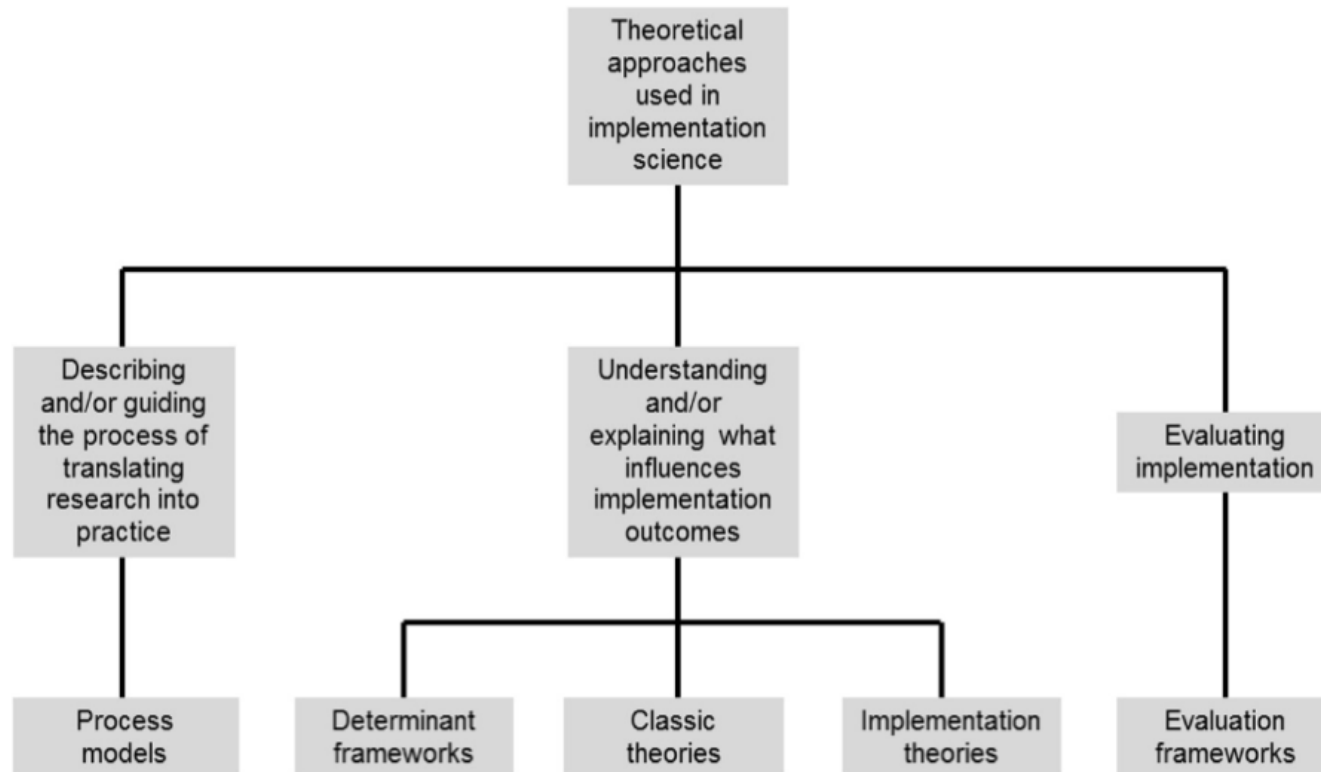 Theoretical
approaches
used in
implementation
science
Describing
and/or guiding
the process of
translating
research into
practice
Understanding
and/or
explaining what
influences
implementation
outcomes
Evaluating
implementation
Process
models
Determinant
frameworks
Classic
theories
Implementation
theories
Evaluation
frameworks